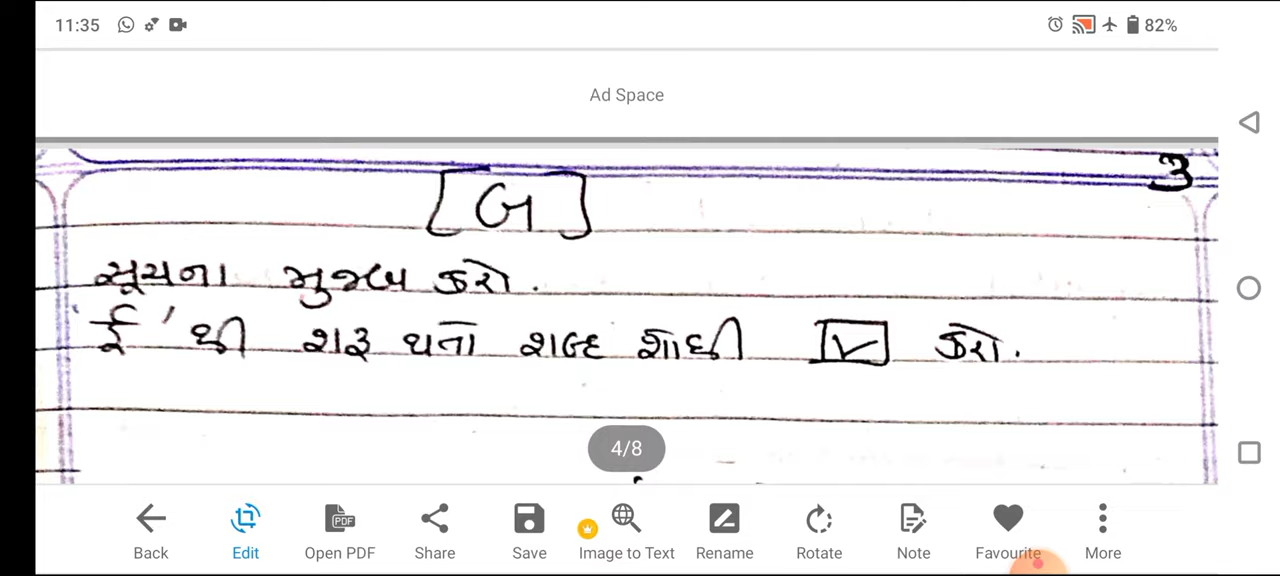 11:35 82%
Ad Space
3
[ બ ]
સૂચના મુજબ કરો.
'ઈ' થી શરૂ થતા શબ્દ શોધી ✓ કરો.
4/8
Back Edit Open PDF Share Save Image to Text Rename Rotate Note Favourite More